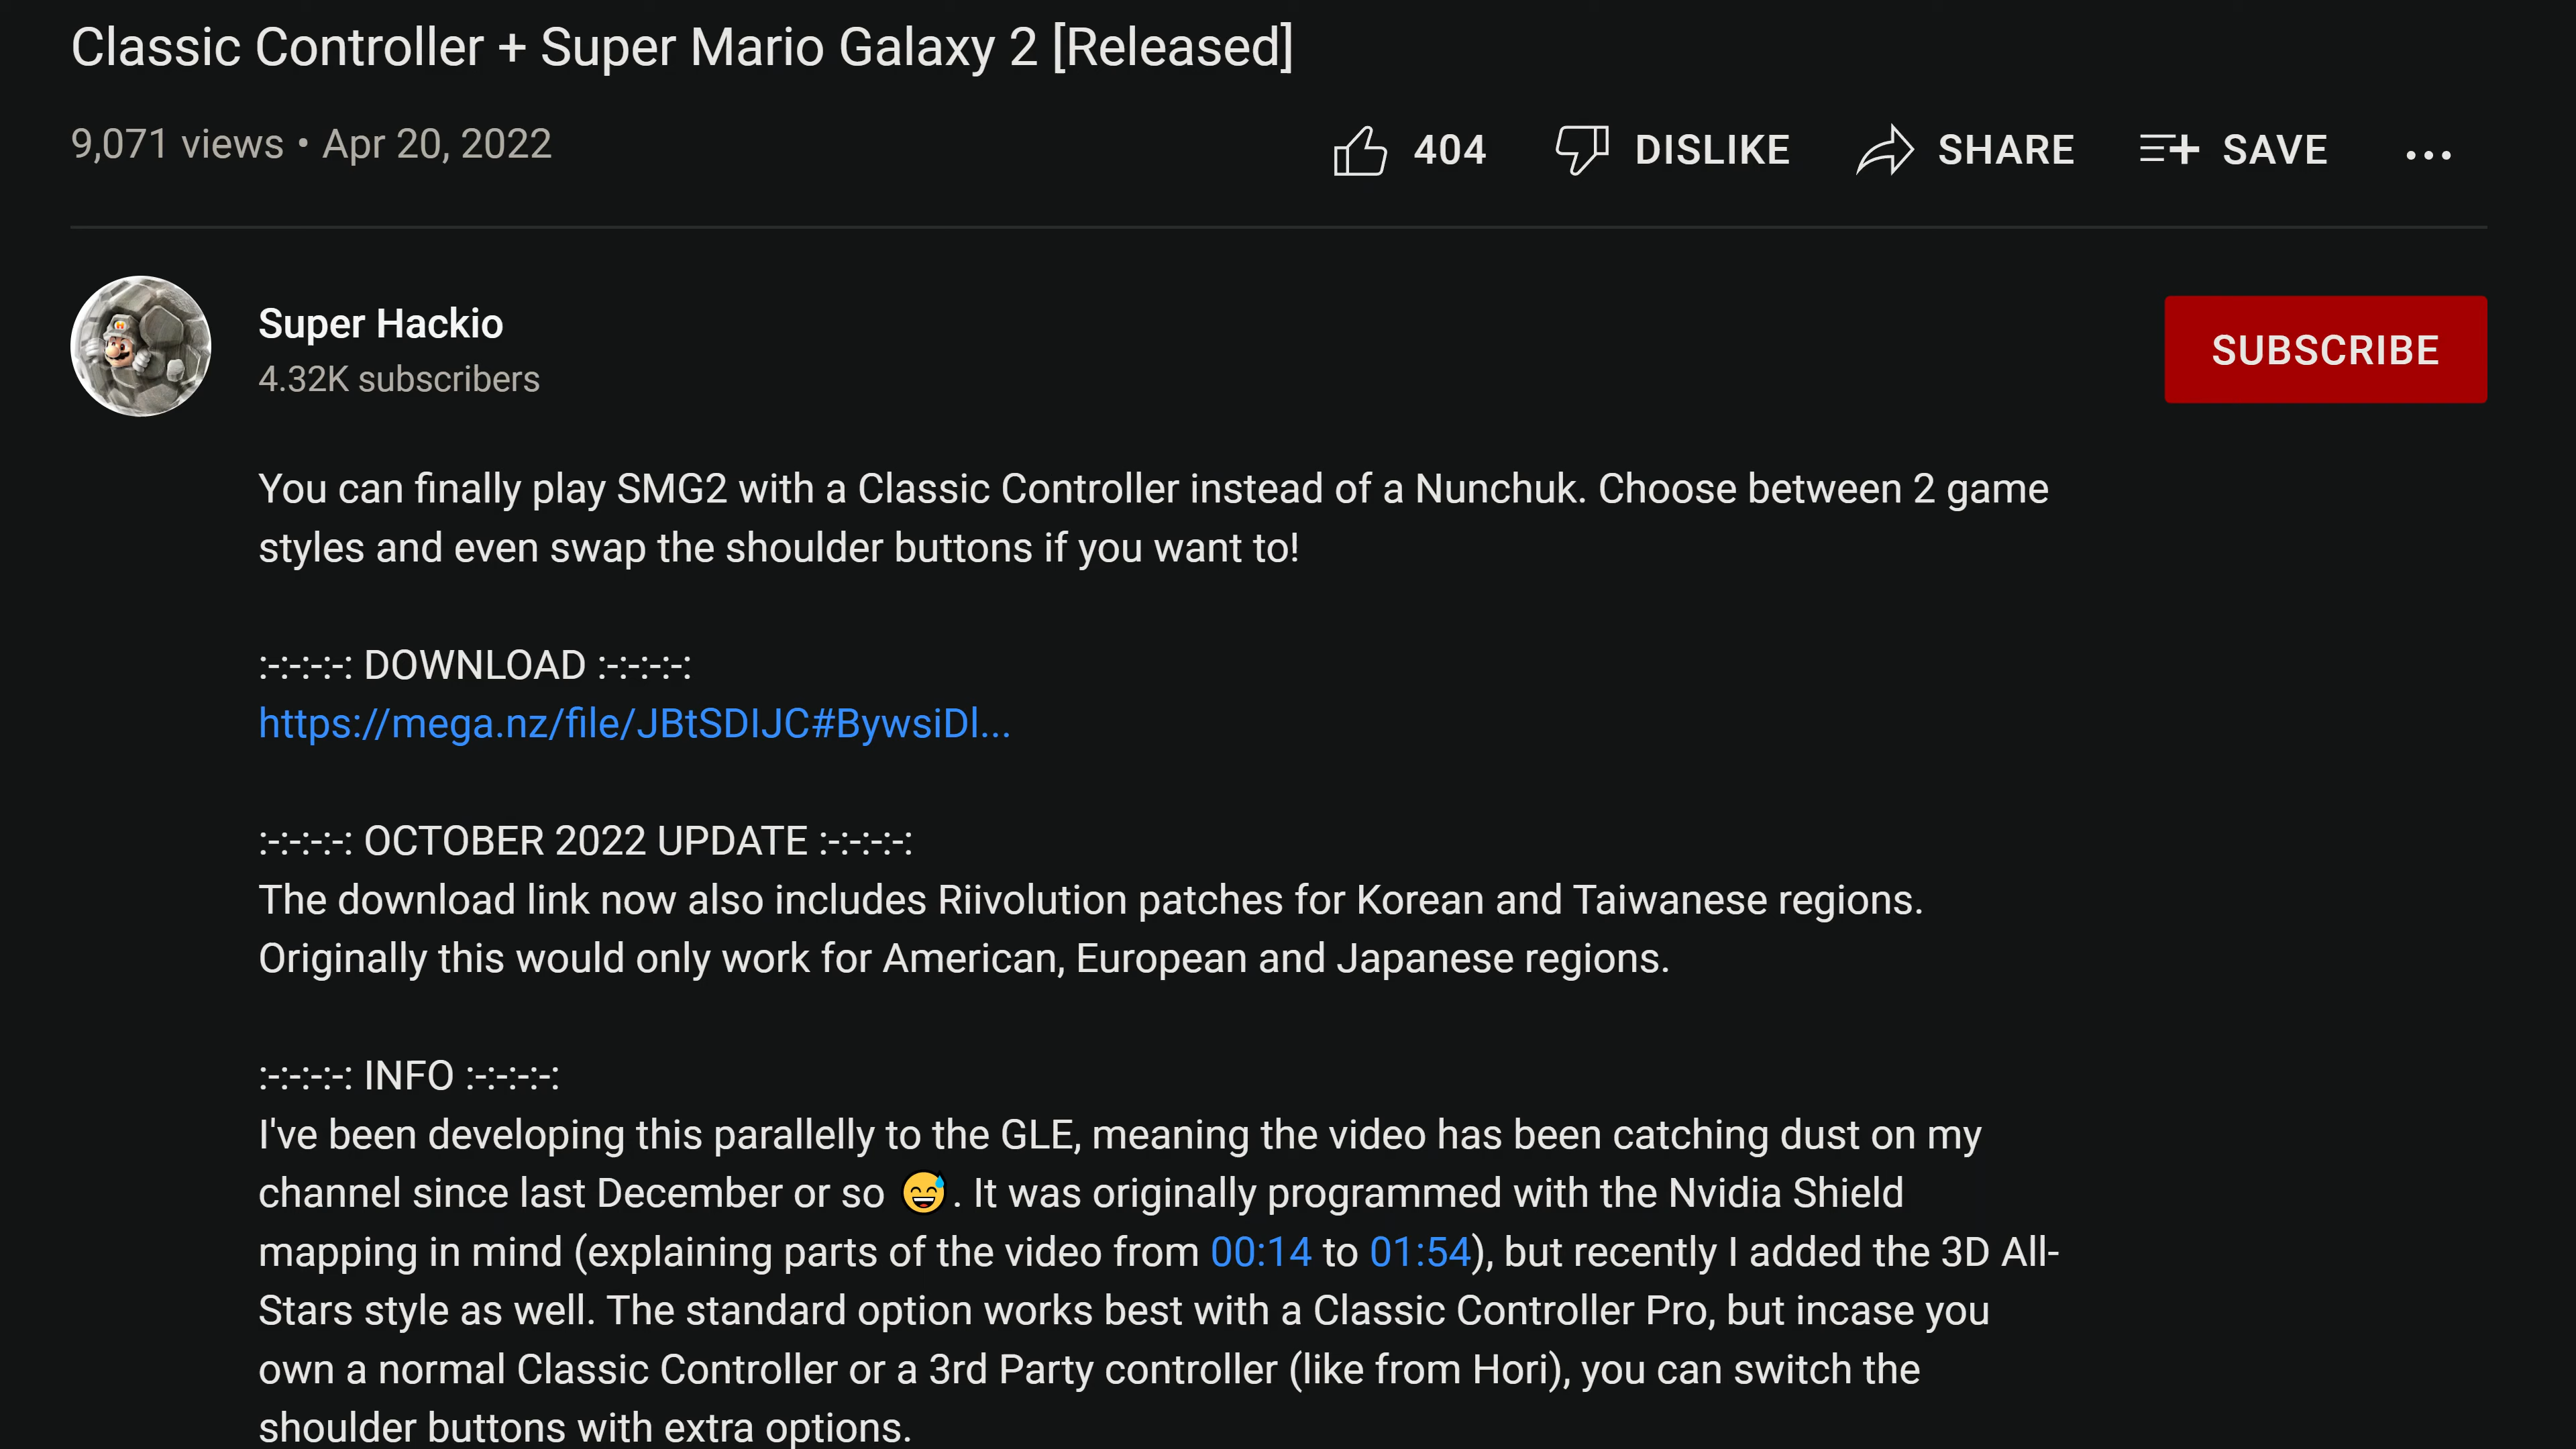 Classic Controller + Super Mario Galaxy 2 [Released]
9,071 views • Apr 20, 2022
404 DISLIKE SHARE SAVE ...
Super Hackio
4.32K subscribers
SUBSCRIBE
You can finally play SMG2 with a Classic Controller instead of a Nunchuk. Choose between 2 game
styles and even swap the shoulder buttons if you want to!
:-:-:-:-: DOWNLOAD :-:-:-:-:
https://mega.nz/file/JBtSDIJC#BywsiDl...
:-:-:-:-: OCTOBER 2022 UPDATE :-:-:-:-:
The download link now also includes Riivolution patches for Korean and Taiwanese regions.
Originally this would only work for American, European and Japanese regions.
:-:-:-:-: INFO :-:-:-:-:
I've been developing this parallelly to the GLE, meaning the video has been catching dust on my
channel since last December or so 😅. It was originally programmed with the Nvidia Shield
mapping in mind (explaining parts of the video from 00:14 to 01:54), but recently I added the 3D All-
Stars style as well. The standard option works best with a Classic Controller Pro, but incase you
own a normal Classic Controller or a 3rd Party controller (like from Hori), you can switch the
shoulder buttons with extra options.